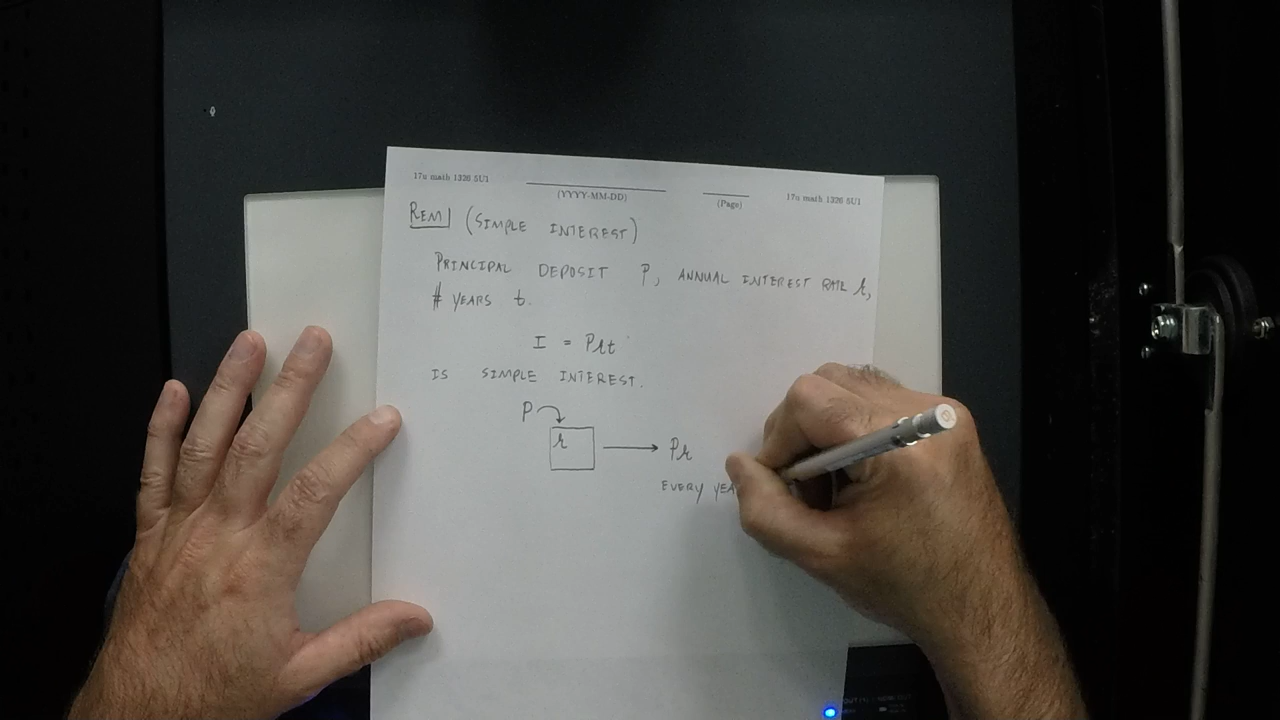 17u math 1326 5U1 (YYYY-MM-DD) (Page) 17u math 1326 5U1
REM (SIMPLE INTEREST)
PRINCIPAL DEPOSIT P, ANNUAL INTEREST RATE r,
# YEARS t.
I = Prt
IS SIMPLE INTEREST.
P
r → Pr
EVERY YEA